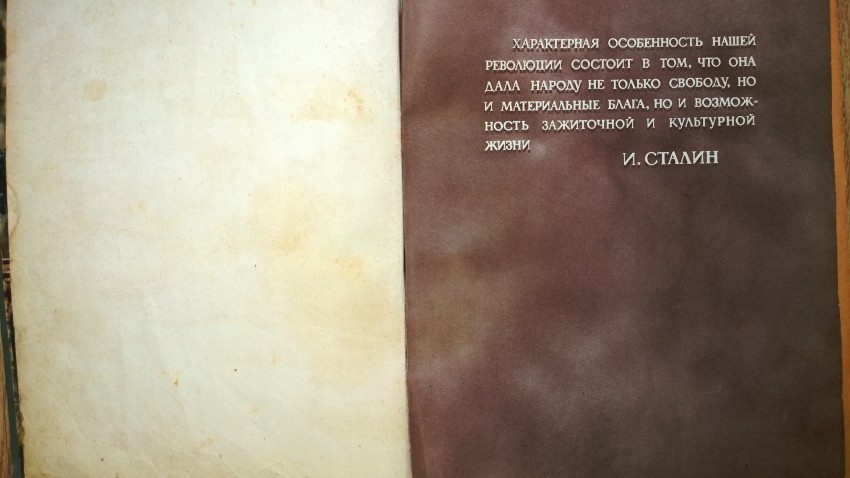 ХАРАКТЕРНАЯ ОСОБЕННОСТЬ НАШЕЙ
РЕВОЛЮЦИИ СОСТОИТ В ТОМ, ЧТО ОНА
ДАЛА НАРОДУ НЕ ТОЛЬКО СВОБОДУ, НО
И МАТЕРИАЛЬНЫЕ БЛАГА, НО И ВОЗМОЖ-
НОСТЬ ЗАЖИТОЧНОЙ И КУЛЬТУРНОЙ
ЖИЗНИ
И. СТАЛИН